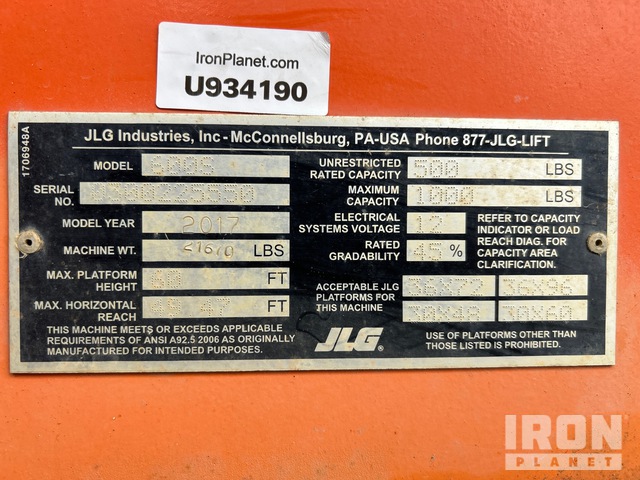 IronPlanet.com
U934190
1706948A
JLG Industries, Inc - McConnellsburg, PA-USA Phone 877-JLG-LIFT
MODEL 800S
SERIAL NO.
MODEL YEAR 2017
MACHINE WT. LBS
MAX. PLATFORM HEIGHT 80 FT
MAX. HORIZONTAL REACH FT
THIS MACHINE MEETS OR EXCEEDS APPLICABLE
REQUIREMENTS OF ANSI A92.5 2006 AS ORIGINALLY
MANUFACTURED FOR INTENDED PURPOSES.
UNRESTRICTED RATED CAPACITY 500 LBS
MAXIMUM CAPACITY 1000 LBS
ELECTRICAL SYSTEMS VOLTAGE 12
RATED GRADABILITY 45 %
REFER TO CAPACITY
INDICATOR OR LOAD
REACH DIAG. FOR
CAPACITY AREA
CLARIFICATION.
ACCEPTABLE JLG
PLATFORMS FOR
THIS MACHINE
36X72 36X96
30X48 30X60
JLG®
USE OF PLATFORMS OTHER THAN
THOSE LISTED IS PROHIBITED.
IRON
PLANET